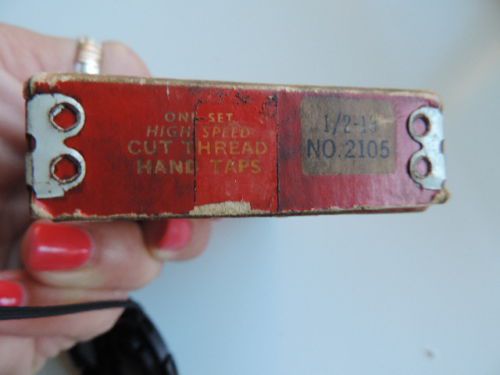 ONE SET
HIGH SPEED
CUT THREAD
HAND TAPS
1/2-13
NO. 2105